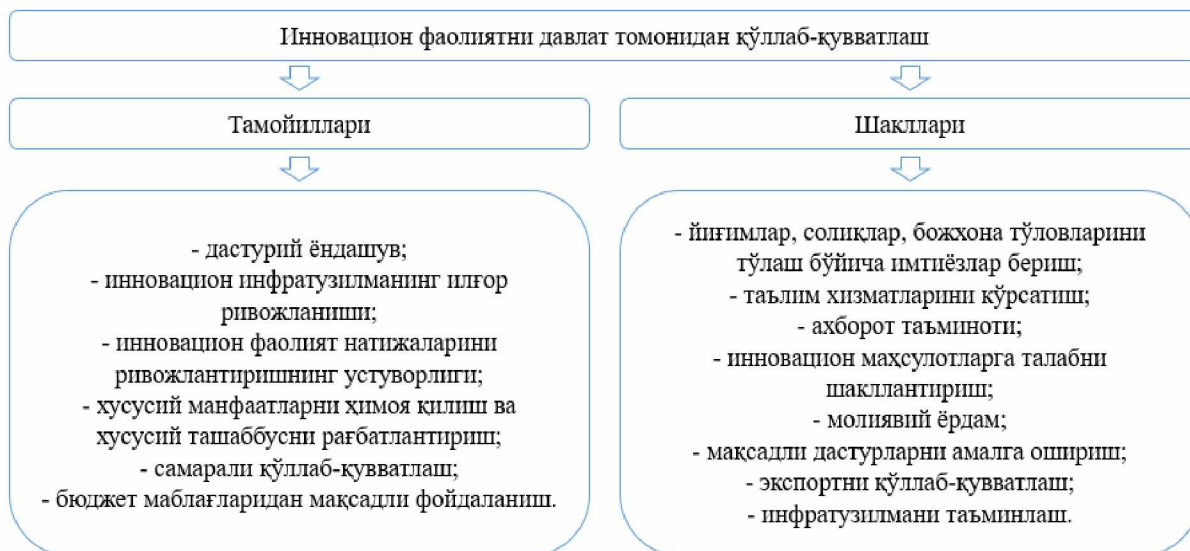 Инновацион фаолиятни давлат томонидан қўллаб-қувватлаш
Тамойиллари
Шакллари
- дастурий ёндашув;
- инновацион инфратузилманинг илғор
ривожланиши;
- инновацион фаолият натижаларини
ривожлантиришнинг устуворлиги;
- хусусий манфаатларни ҳимоя қилиш ва
хусусий ташаббусни рағбатлантириш;
- самарали қўллаб-қувватлаш;
- бюджет маблағларидан мақсадли фойдаланиш.
- йиғимлар, солиқлар, божхона тўловларини
тўлаш бўйича имтиёзлар бериш;
- таълим хизматларини кўрсатиш;
- ахборот таъминоти;
- инновацион маҳсулотларга талабни
шакллантириш;
- молиявий ёрдам;
- мақсадли дастурларни амалга ошириш;
- экспортни қўллаб-қувватлаш;
- инфратузилмани таъминлаш.